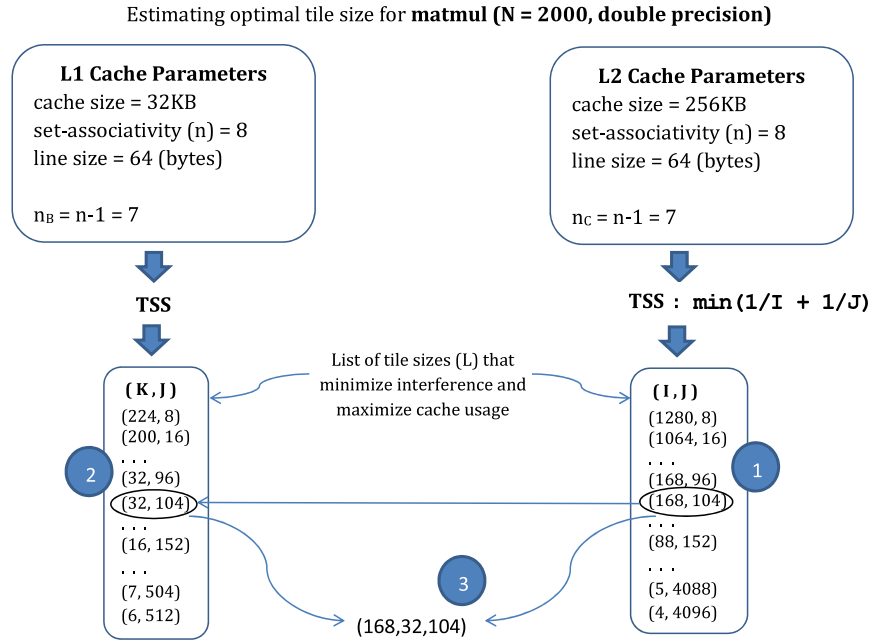 Estimating optimal tile size for matmul (N = 2000, double precision)
L1 Cache Parameters
cache size = 32KB
set-associativity (n) = 8
line size = 64 (bytes)
nB = n-1 = 7
L2 Cache Parameters
cache size = 256KB
set-associativity (n) = 8
line size = 64 (bytes)
nC = n-1 = 7
TSS
TSS : min(1/I + 1/J)
List of tile sizes (L) that
minimize interference and
maximize cache usage
(K,J)
(224, 8)
(200, 16)
. . .
(32, 96)
(32, 104)
. . .
(16, 152)
. . .
(7, 504)
(6, 512)
2
(I,J)
(1280, 8)
(1064, 16)
. . .
(168, 96)
(168, 104)
. . .
(88, 152)
. . .
(5, 4088)
(4, 4096)
1
3
(168,32,104)